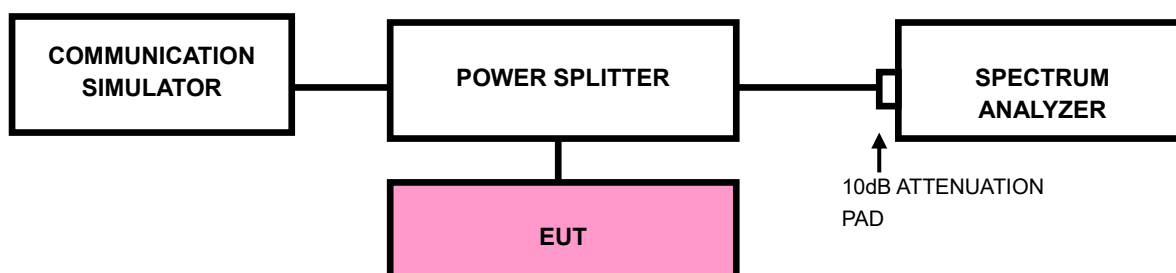 COMMUNICATION
SIMULATOR
POWER SPLITTER
SPECTRUM
ANALYZER
10dB ATTENUATION
PAD
EUT